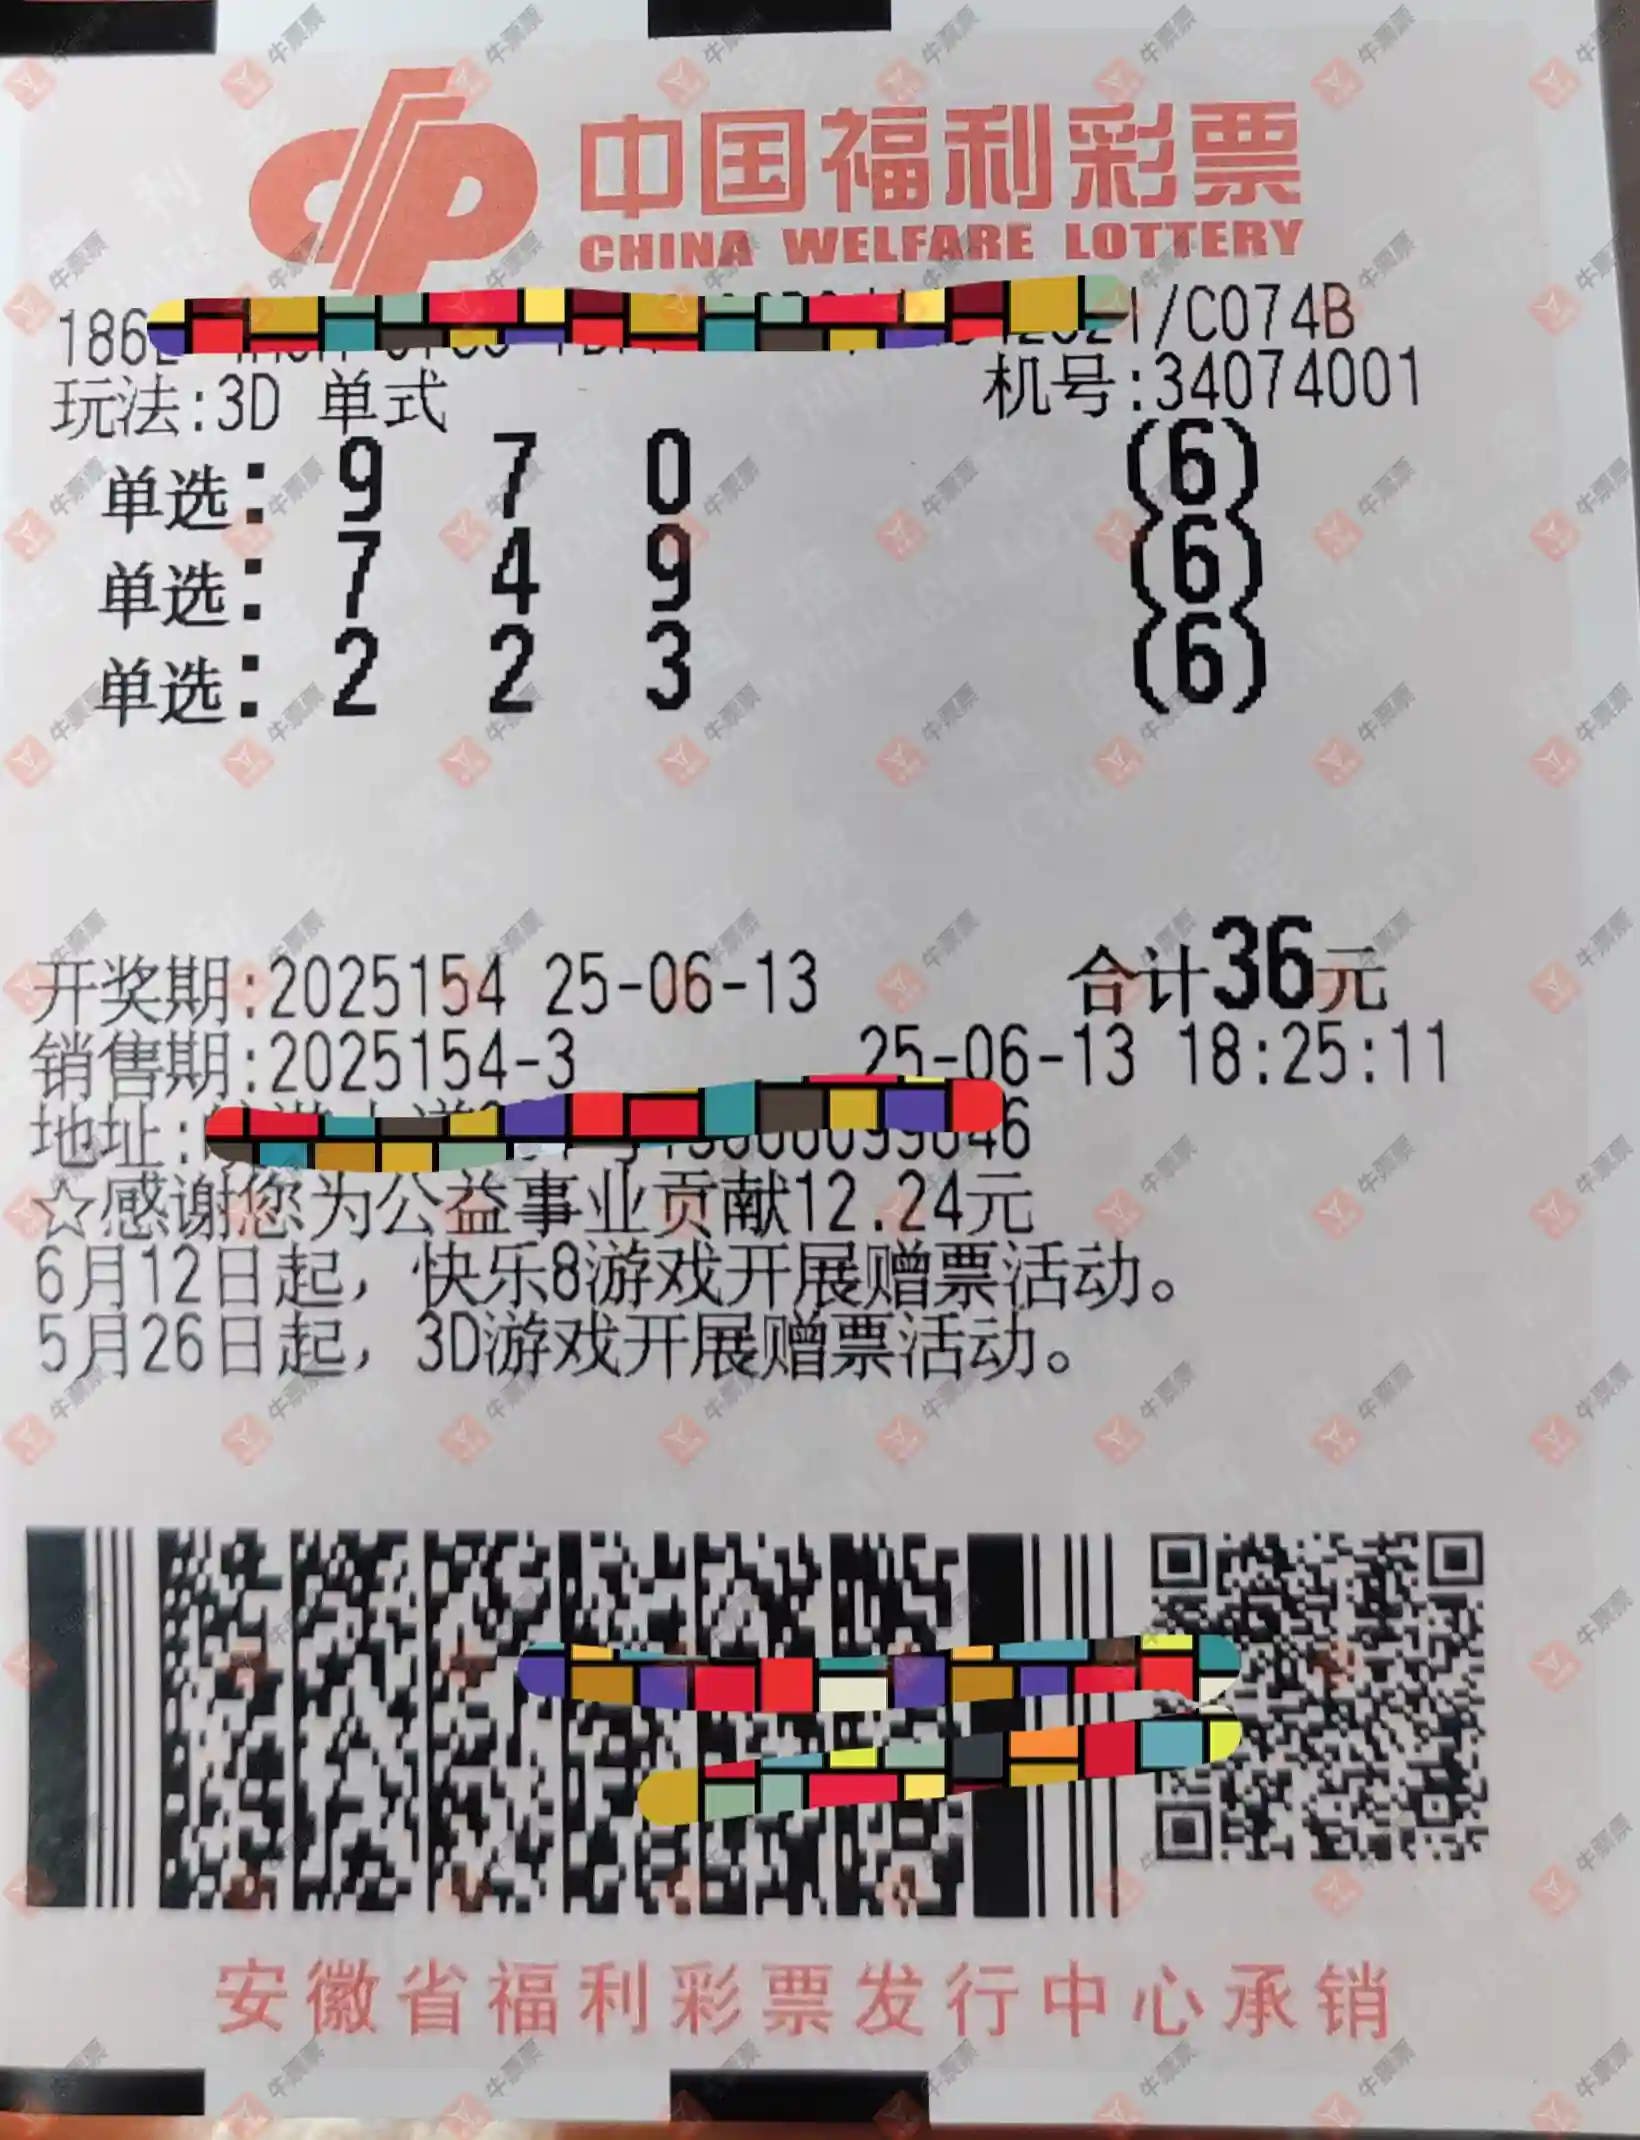 中国福利彩票
CHINA WELFARE LOTTERY
186 1/C074B
玩法:3D 单式 机号:34074001
单选: 9 7 0 (6)
单选: 7 4 9 (6)
单选: 2 2 3 (6)
开奖期:2025154 25-06-13 合计36元
销售期:2025154-3 25-06-13 18:25:11
地址:
☆感谢您为公益事业贡献12.24元
6月12日起，快乐8游戏开展赠票活动。
5月26日起，3D游戏开展赠票活动。
安徽省福利彩票发行中心承销
牛票票